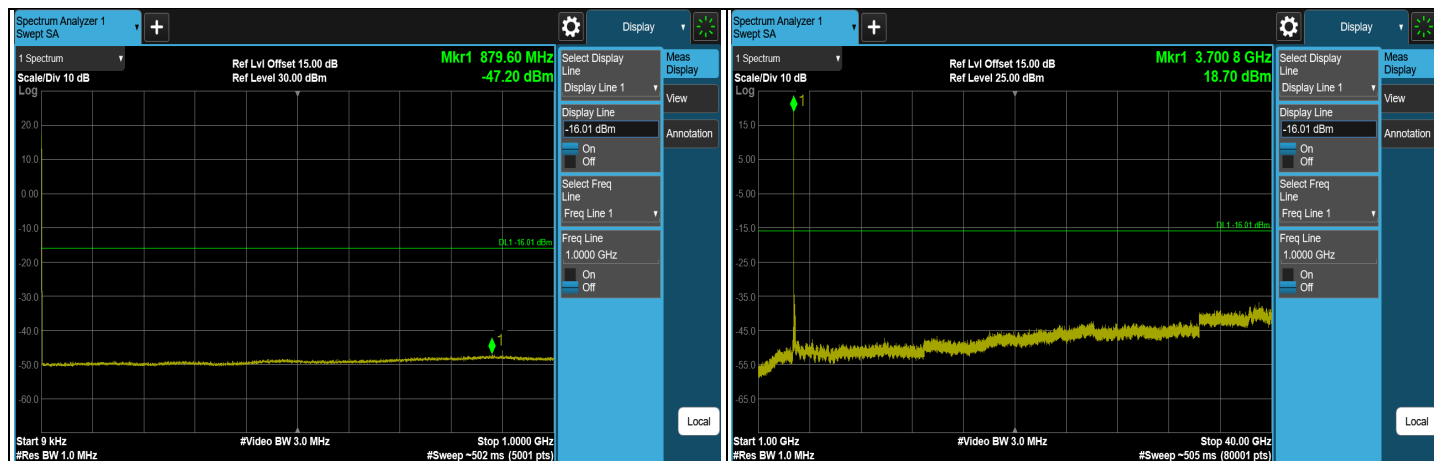 Spectrum Analyzer 1
Swept SA
+
Display
1 Spectrum
Scale/Div 10 dB
Ref Lvl Offset 15.00 dB
Ref Level 30.00 dBm
Mkr1 879.60 MHz
-47.20 dBm
Log
20.0
10.0
0.00
-10.0
-20.0
-30.0
-40.0
-50.0
-60.0
DL1 -16.01 dBm
1
Start 9 kHz
#Res BW 1.0 MHz
#Video BW 3.0 MHz
Stop 1.0000 GHz
#Sweep ~502 ms (5001 pts)
Select Display
Line
Display Line 1
Display Line
-16.01 dBm
On
Off
Select Freq
Line
Freq Line 1
Freq Line
1.0000 GHz
On
Off
Meas
Display
View
Annotation
Local
Spectrum Analyzer 1
Swept SA
+
Display
1 Spectrum
Scale/Div 10 dB
Ref Lvl Offset 15.00 dB
Ref Level 25.00 dBm
Mkr1 3.700 8 GHz
18.70 dBm
Log
1
15.0
5.00
-5.00
-15.0
-25.0
-35.0
-45.0
-55.0
-65.0
DL1 -16.01 dBm
Start 1.00 GHz
#Res BW 1.0 MHz
#Video BW 3.0 MHz
Stop 40.00 GHz
#Sweep ~505 ms (80001 pts)
Select Display
Line
Display Line 1
Display Line
-16.01 dBm
On
Off
Select Freq
Line
Freq Line 1
Freq Line
1.0000 GHz
On
Off
Meas
Display
View
Annotation
Local